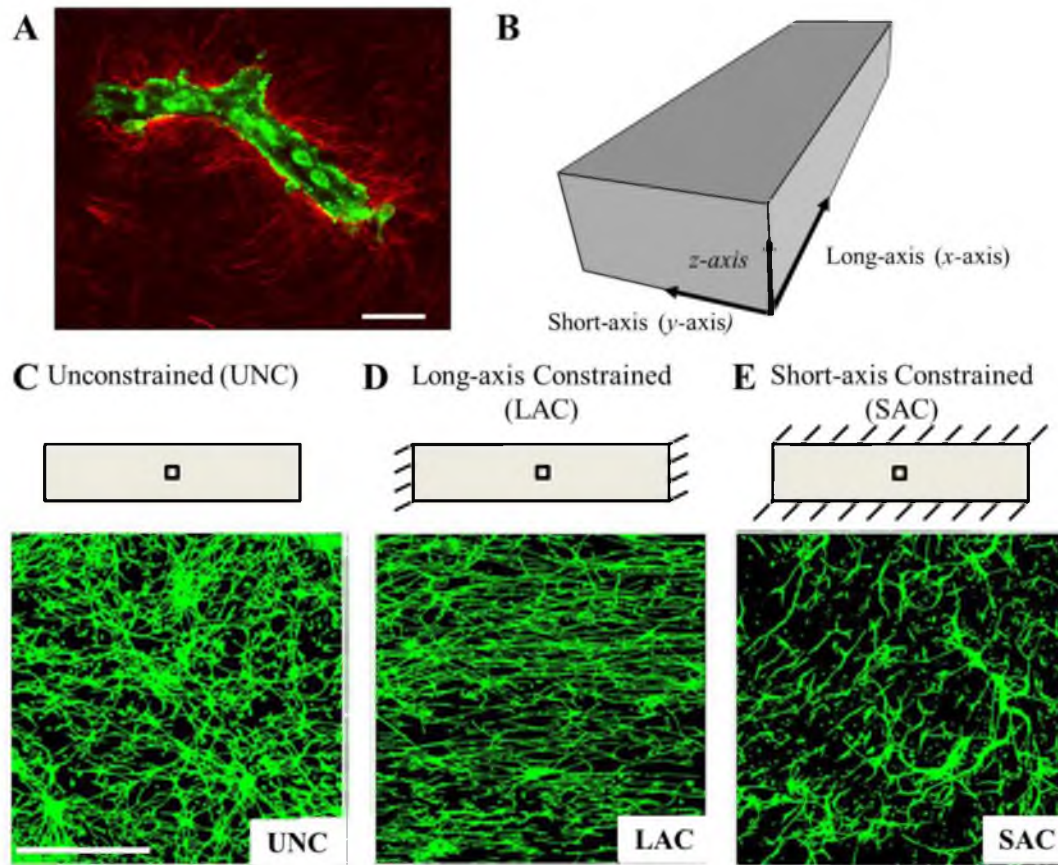 A
B
z-axis
Long-axis (x-axis)
Short-axis (y-axis)
C Unconstrained (UNC)
D Long-axis Constrained
(LAC)
E Short-axis Constrained
(SAC)
UNC
LAC
SAC